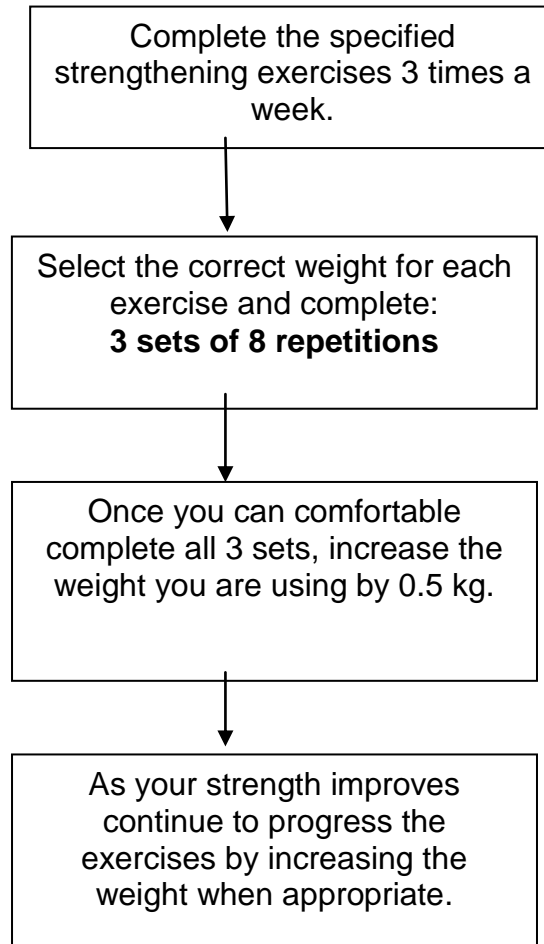 Complete the specified
strengthening exercises 3 times a
week.
Select the correct weight for each
exercise and complete:
3 sets of 8 repetitions
Once you can comfortable
complete all 3 sets, increase the
weight you are using by 0.5 kg.
As your strength improves
continue to progress the
exercises by increasing the
weight when appropriate.